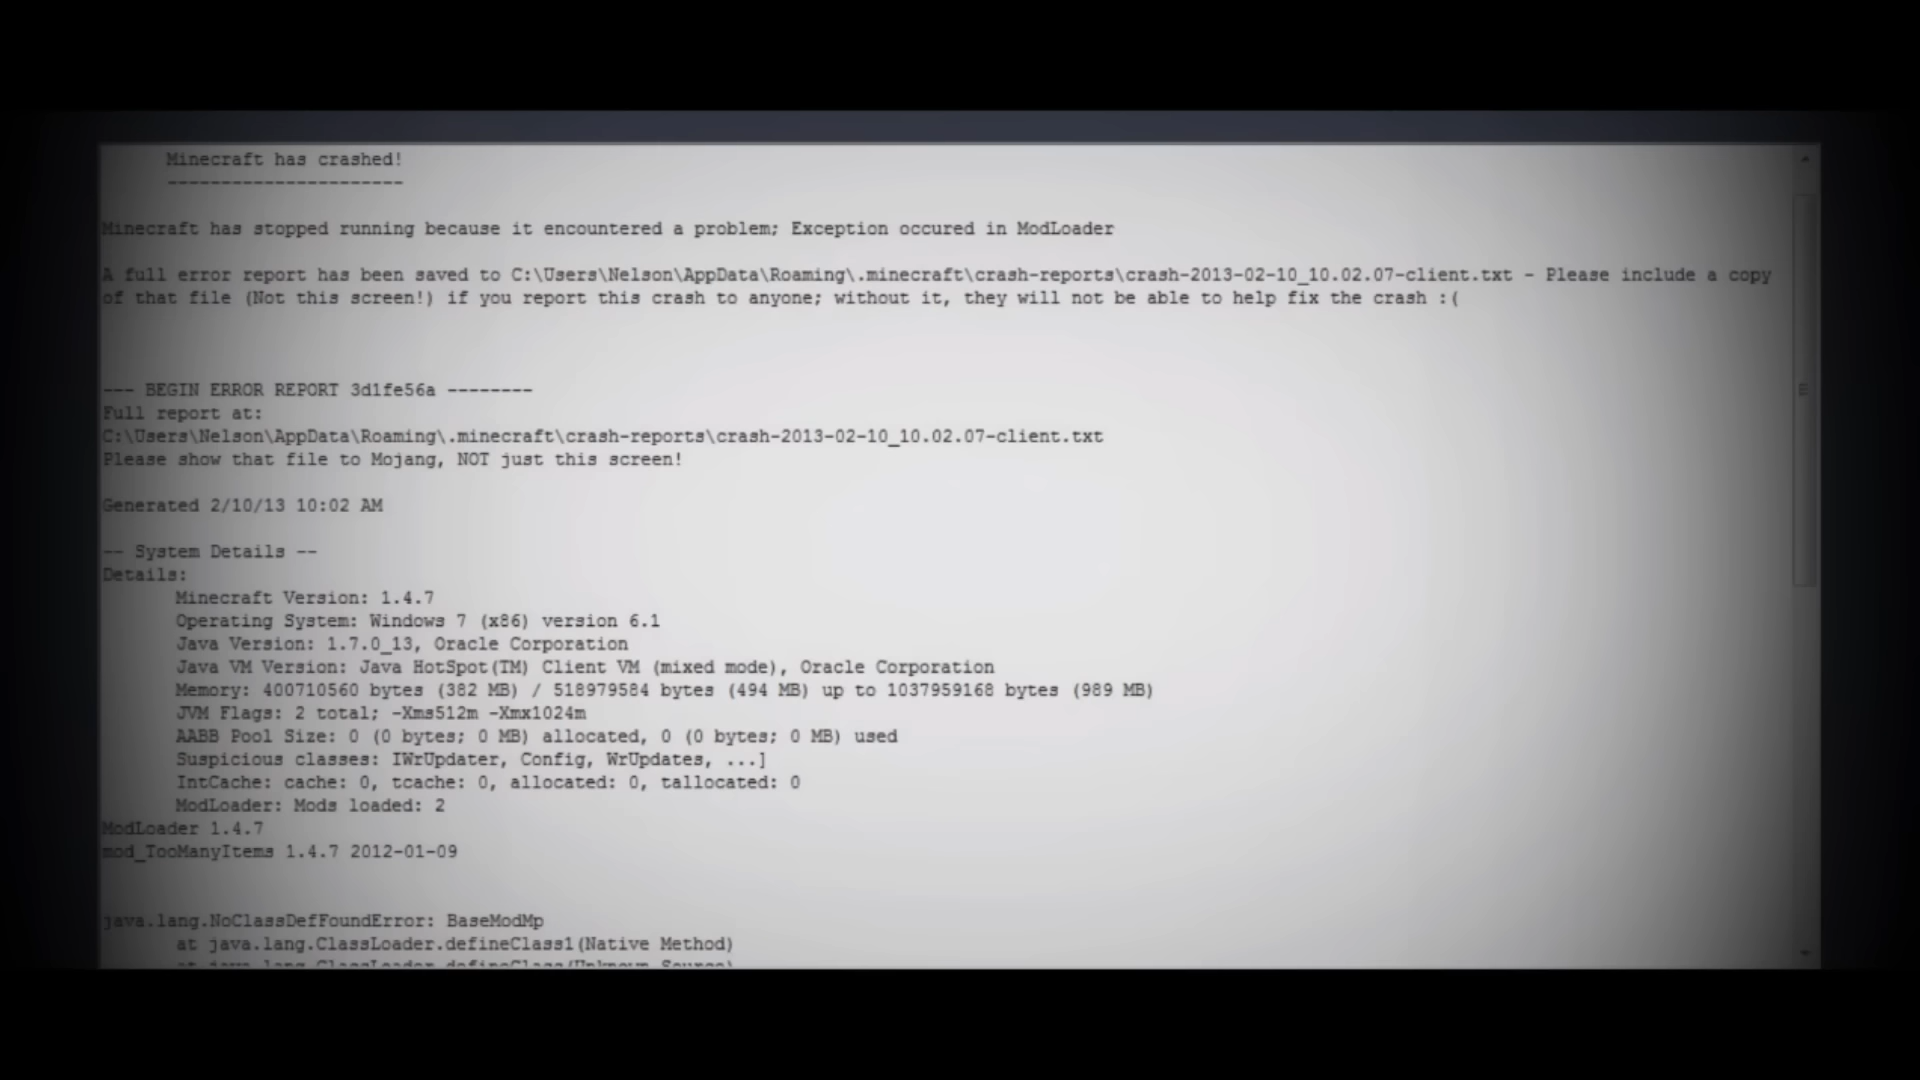 Minecraft has crashed!
----------------------
Minecraft has stopped running because it encountered a problem; Exception occured in ModLoader
A full error report has been saved to C:\Users\Nelson\AppData\Roaming\.minecraft\crash-reports\crash-2013-02-10_10.02.07-client.txt - Please include a copy
of that file (Not this screen!) if you report this crash to anyone; without it, they will not be able to help fix the crash :(
--- BEGIN ERROR REPORT 3d1fe56a --------
Full report at:
C:\Users\Nelson\AppData\Roaming\.minecraft\crash-reports\crash-2013-02-10_10.02.07-client.txt
Please show that file to Mojang, NOT just this screen!
Generated 2/10/13 10:02 AM
-- System Details --
Details:
Minecraft Version: 1.4.7
Operating System: Windows 7 (x86) version 6.1
Java Version: 1.7.0_13, Oracle Corporation
Java VM Version: Java HotSpot(TM) Client VM (mixed mode), Oracle Corporation
Memory: 400710560 bytes (382 MB) / 518979584 bytes (494 MB) up to 1037959168 bytes (989 MB)
JVM Flags: 2 total; -Xms512m -Xmx1024m
AABB Pool Size: 0 (0 bytes; 0 MB) allocated, 0 (0 bytes; 0 MB) used
Suspicious classes: IWrUpdater, Config, WrUpdates, ...]
IntCache: cache: 0, tcache: 0, allocated: 0, tallocated: 0
ModLoader: Mods loaded: 2
ModLoader 1.4.7
mod_TooManyItems 1.4.7 2012-01-09
java.lang.NoClassDefFoundError: BaseModMp
at java.lang.ClassLoader.defineClass1(Native Method)
at java.lang.ClassLoader.defineClass(Unknown Source)